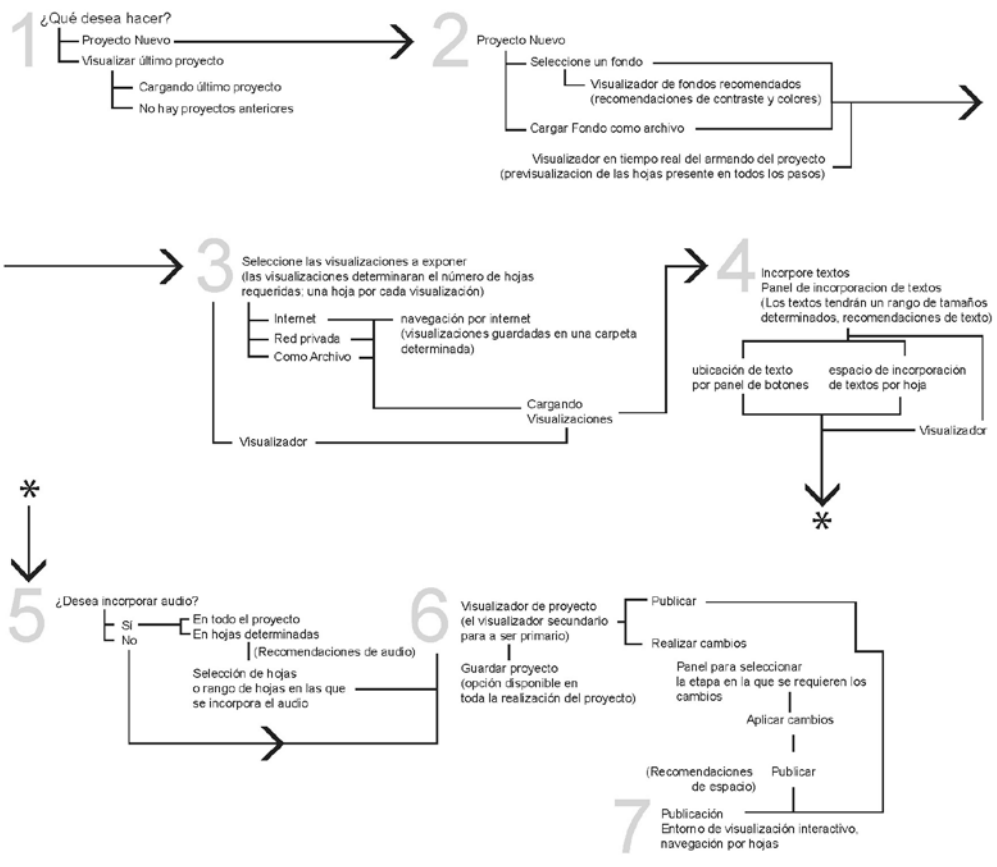 1
¿Qué desea hacer?
Proyecto Nuevo
Visualizar último proyecto
Cargando último proyecto
No hay proyectos anteriores
2
Proyecto Nuevo
Seleccione un fondo
Visualizador de fondos recomendados
(recomendaciones de contraste y colores)
Cargar Fondo como archivo
Visualizador en tiempo real del armando del proyecto
(previsualizacion de las hojas presente en todos los pasos)
3
Seleccione las visualizaciones a exponer
(las visualizaciones determinaran el número de hojas
requeridas; una hoja por cada visualización)
Internet
Red privada
Como Archivo
navegación por internet
(visualizaciones guardadas en una carpeta
determinada)
Cargando
Visualizaciones
Visualizador
4
Incorpore textos
Panel de incorporacion de textos
(Los textos tendrán un rango de tamaños
determinados, recomendaciones de texto)
ubicación de texto
por panel de botones
espacio de incorporación
de textos por hoja
Visualizador
*
*
5
¿Desea incorporar audio?
Sí
No
En todo el proyecto
En hojas determinadas
(Recomendaciones de audio)
Selección de hojas
o rango de hojas en las que
se incorpora el audio
6
Visualizador de proyecto
(el visualizador secundario
para a ser primario)
Guardar proyecto
(opción disponible en
toda la realización del proyecto)
Publicar
Realizar cambios
Panel para seleccionar
la etapa en la que se requieren los
cambios
Aplicar cambios
(Recomendaciones
de espacio)
Publicar
7
Publicación
Entorno de visualización interactivo,
navegación por hojas